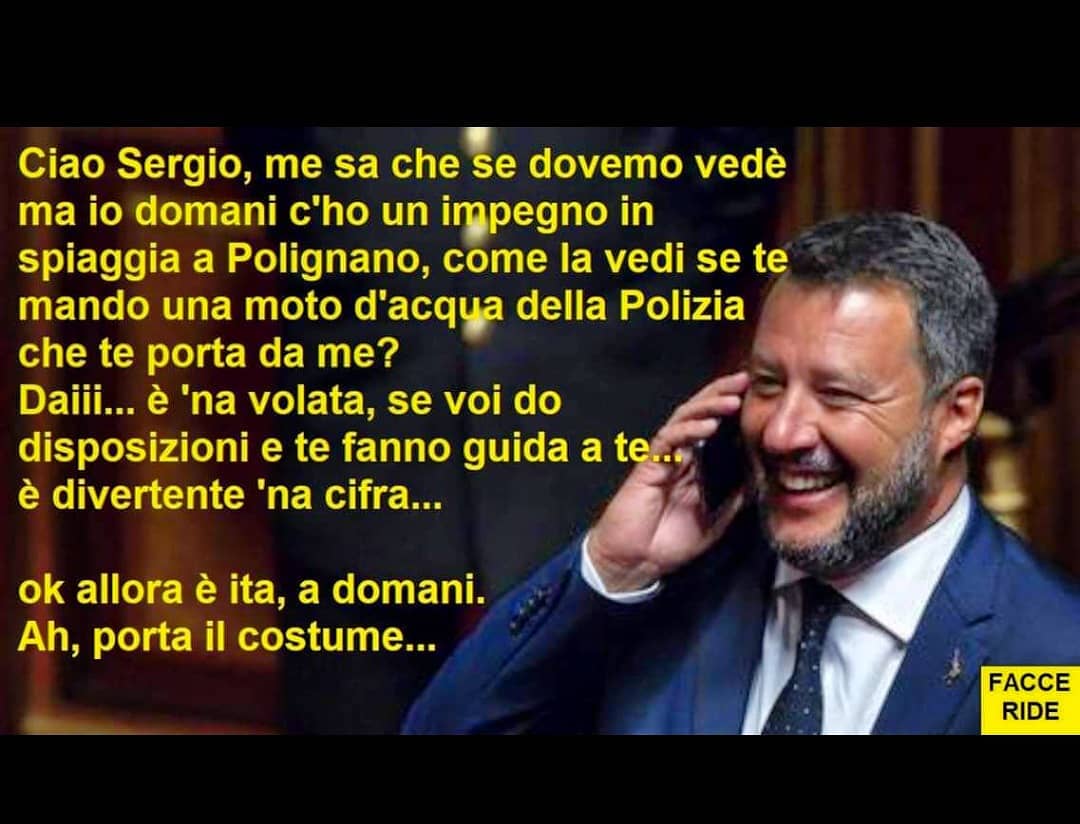 Ciao Sergio, me sa che se dovemo vedè
ma io domani c'ho un impegno in
spiaggia a Polignano, come la vedi se te
mando una moto d'acqua della Polizia
che te porta da me?
Daiii... è 'na volata, se voi do
disposizioni e te fanno guida a te...
è divertente 'na cifra...
ok allora è ita, a domani.
Ah, porta il costume...
FACCE
RIDE